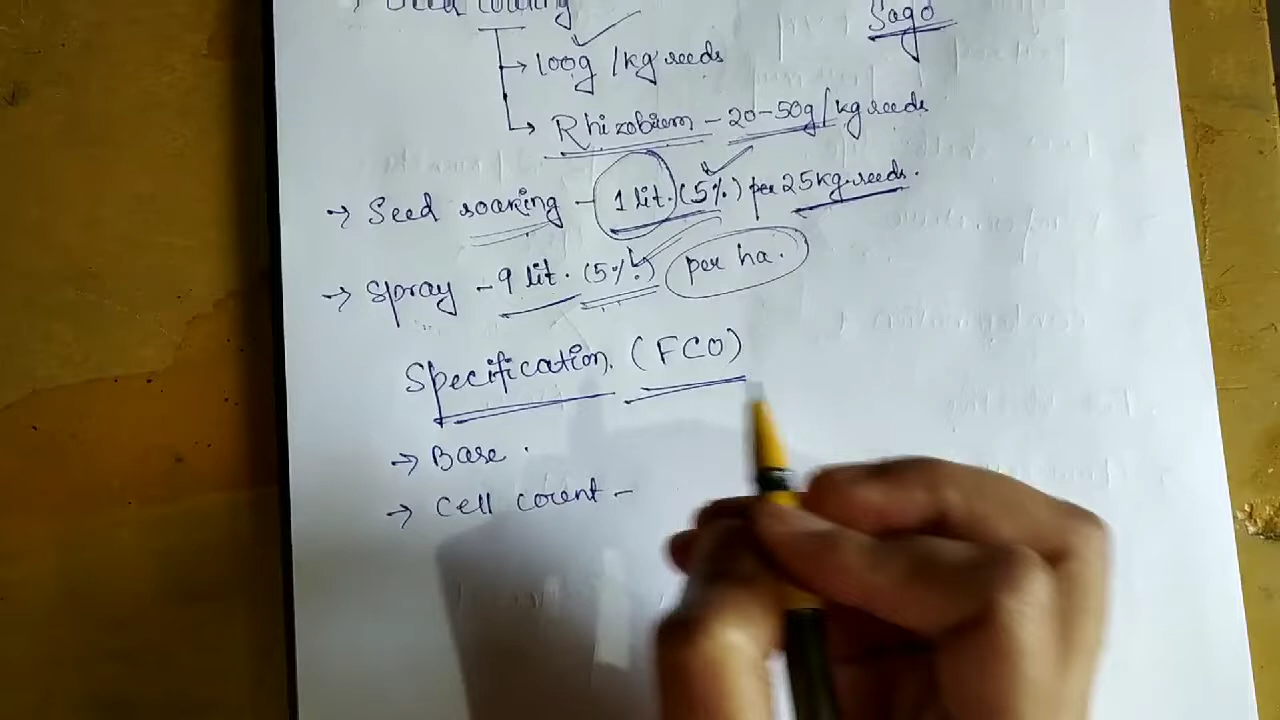 Sago
→ 100g /kg seeds
→ Rhizobium - 20-50g/kg seeds
→ Seed soaking - 1 lit. (5%) per 25kg seeds.
→ Spray - 9 lit. (5%) per ha.
Specification. (FCO)
→ Base.
→ Cell count -